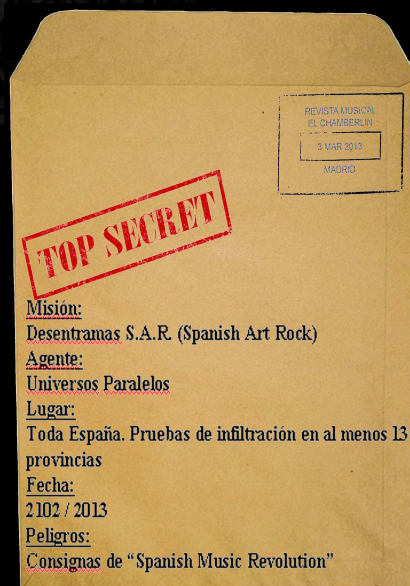 REVISTA MUSICAL
EL CHAMBERLIN
3 MAR 2013
MADRID
TOP SECRET
Misión:
Desentramas S.A.R. (Spanish Art Rock)
Agente:
Universos Paralelos
Lugar:
Toda España. Pruebas de infiltración en al menos 13
provincias
Fecha:
2102 / 2013
Peligros:
Consignas de “Spanish Music Revolution”